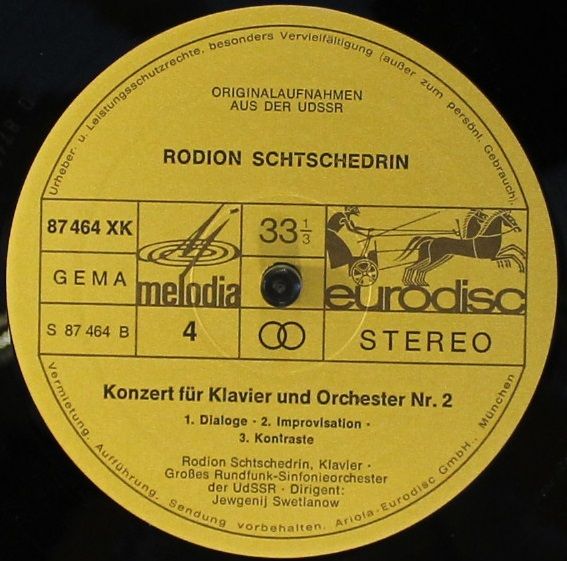 Urheber- u. Leistungsschutzrechte, besonders Vervielfältigung (außer zum persönl. Gebrauch),
ORIGINALAUFNAHMEN
AUS DER UDSSR
RODION SCHTSCHEDRIN
87 464 XK
33 1/3
GEMA
melodia
eurodisc
S 87 464 B
4
STEREO
Konzert für Klavier und Orchester Nr. 2
1. Dialoge · 2. Improvisation ·
3. Kontraste
Rodion Schtschedrin, Klavier ·
Großes Rundfunk-Sinfonieorchester
der UdSSR · Dirigent:
Jewgenij Swetlanow
Vermietung, Aufführung, Sendung vorbehalten. Ariola-Eurodisc GmbH., München